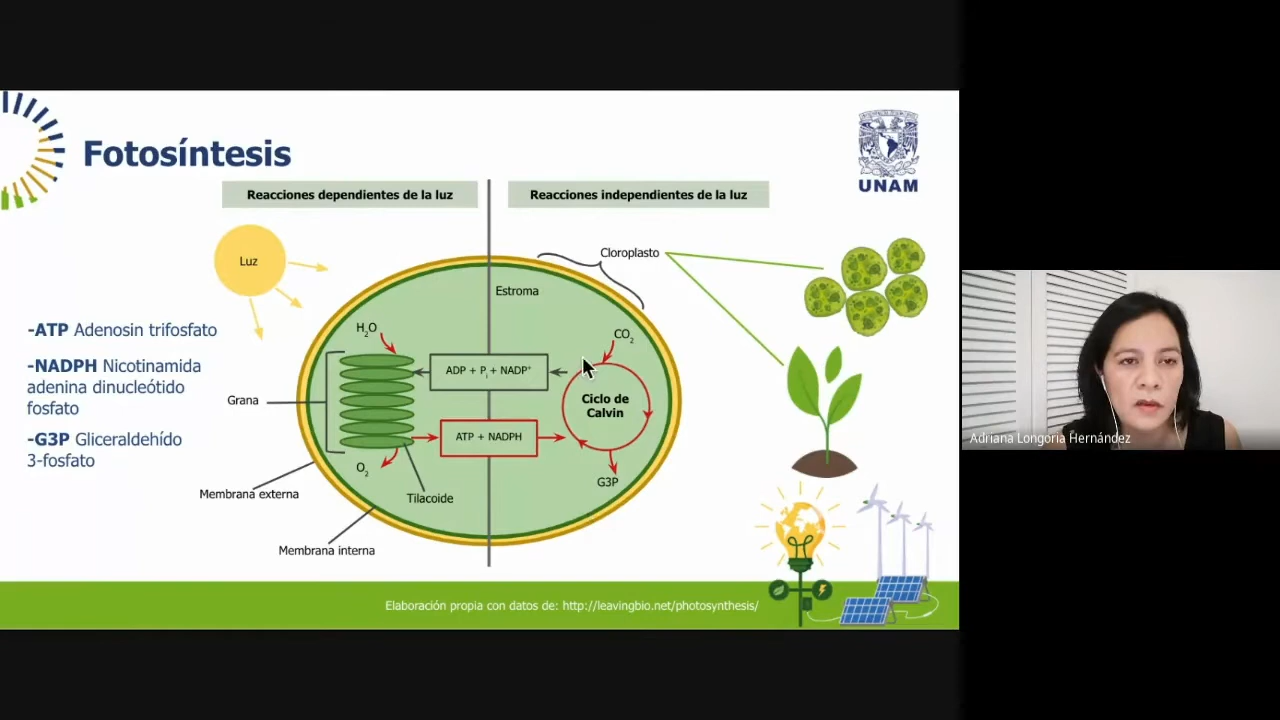 Fotosíntesis
UNAM
Reacciones dependientes de la luz
Reacciones independientes de la luz
Luz
Cloroplasto
Estroma
-ATP Adenosin trifosfato
-NADPH Nicotinamida
adenina dinucleótido
fosfato
-G3P Gliceraldehído
3-fosfato
H2O
CO2
ADP + Pi + NADP+
Grana
Ciclo de
Calvin
ATP + NADPH
O2
G3P
Membrana externa
Tilacoide
Membrana interna
Elaboración propia con datos de: http://leavingbio.net/photosynthesis/
Adriana Longoria Hernández